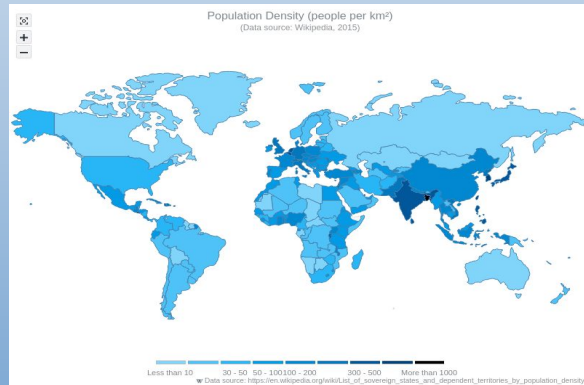 Population Density (people per km²)
(Data source: Wikipedia, 2015)
+
−
Less than 10 30 - 50 50 - 100 100 - 200 300 - 500 More than 1000
W Data source: https://en.wikipedia.org/wiki/List_of_sovereign_states_and_dependent_territories_by_population_density